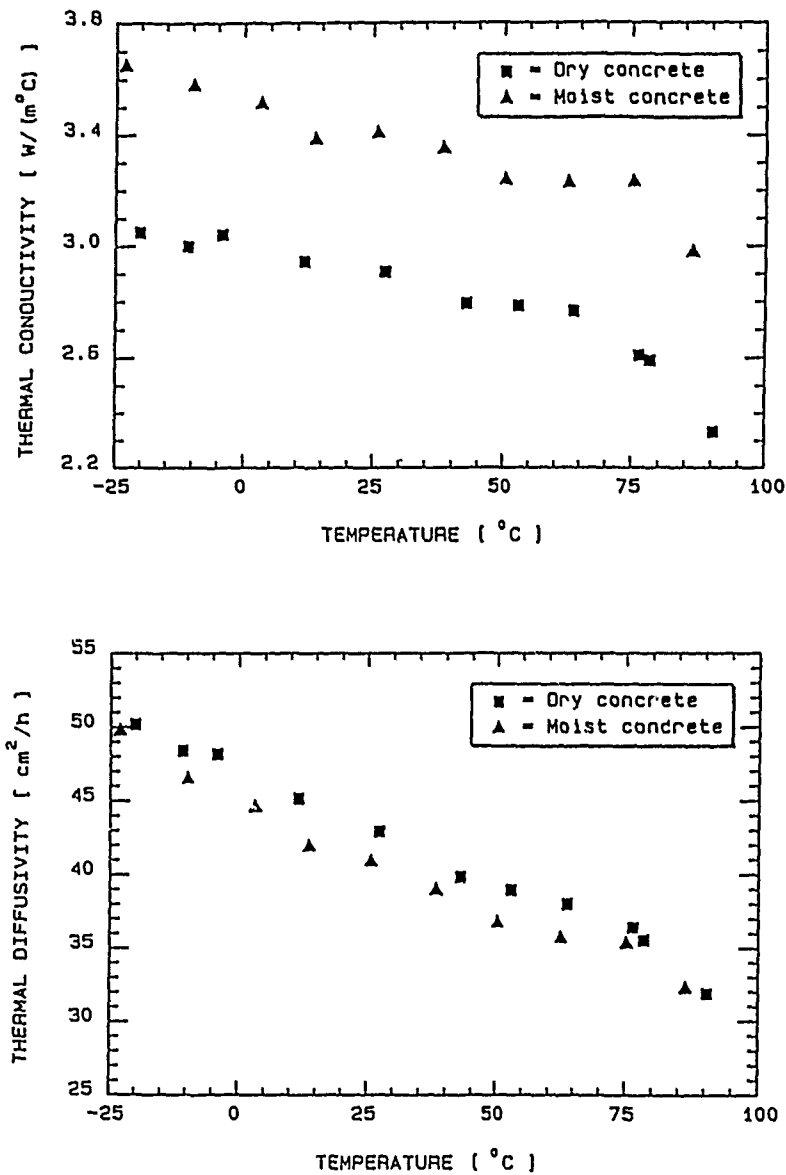 3.8
3.4
3.0
2.6
2.2
THERMAL CONDUCTIVITY [ W/(m°C) ]
■ = Dry concrete
▲ = Moist concrete
-25 0 25 50 75 100
TEMPERATURE [ °C ]
55
50
45
40
35
30
25
THERMAL DIFFUSIVITY [ cm²/h ]
■ = Dry concrete
▲ = Moist concrete
-25 0 25 50 75 100
TEMPERATURE [ °C ]